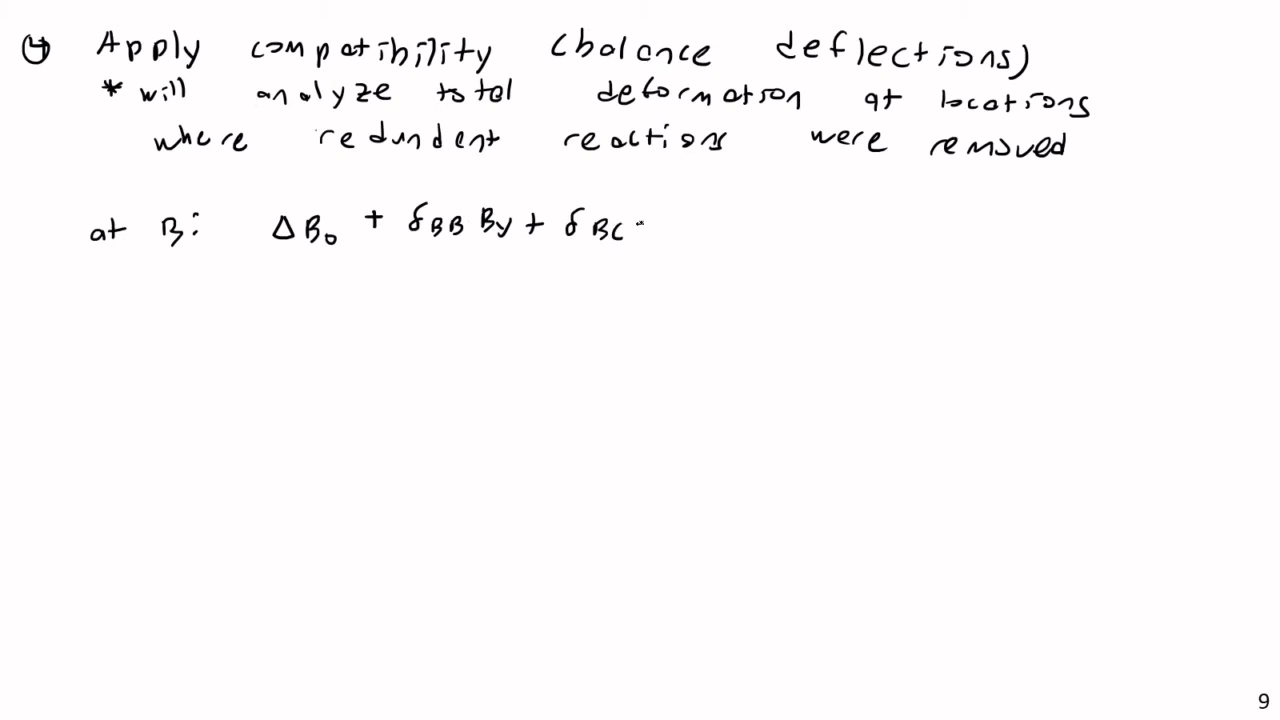 ④ Apply compatibility (balance deflections)
* will analyze total deformation at locations
where redundent reactions were removed
at B: ΔB₀ + δBB By + δBC
9